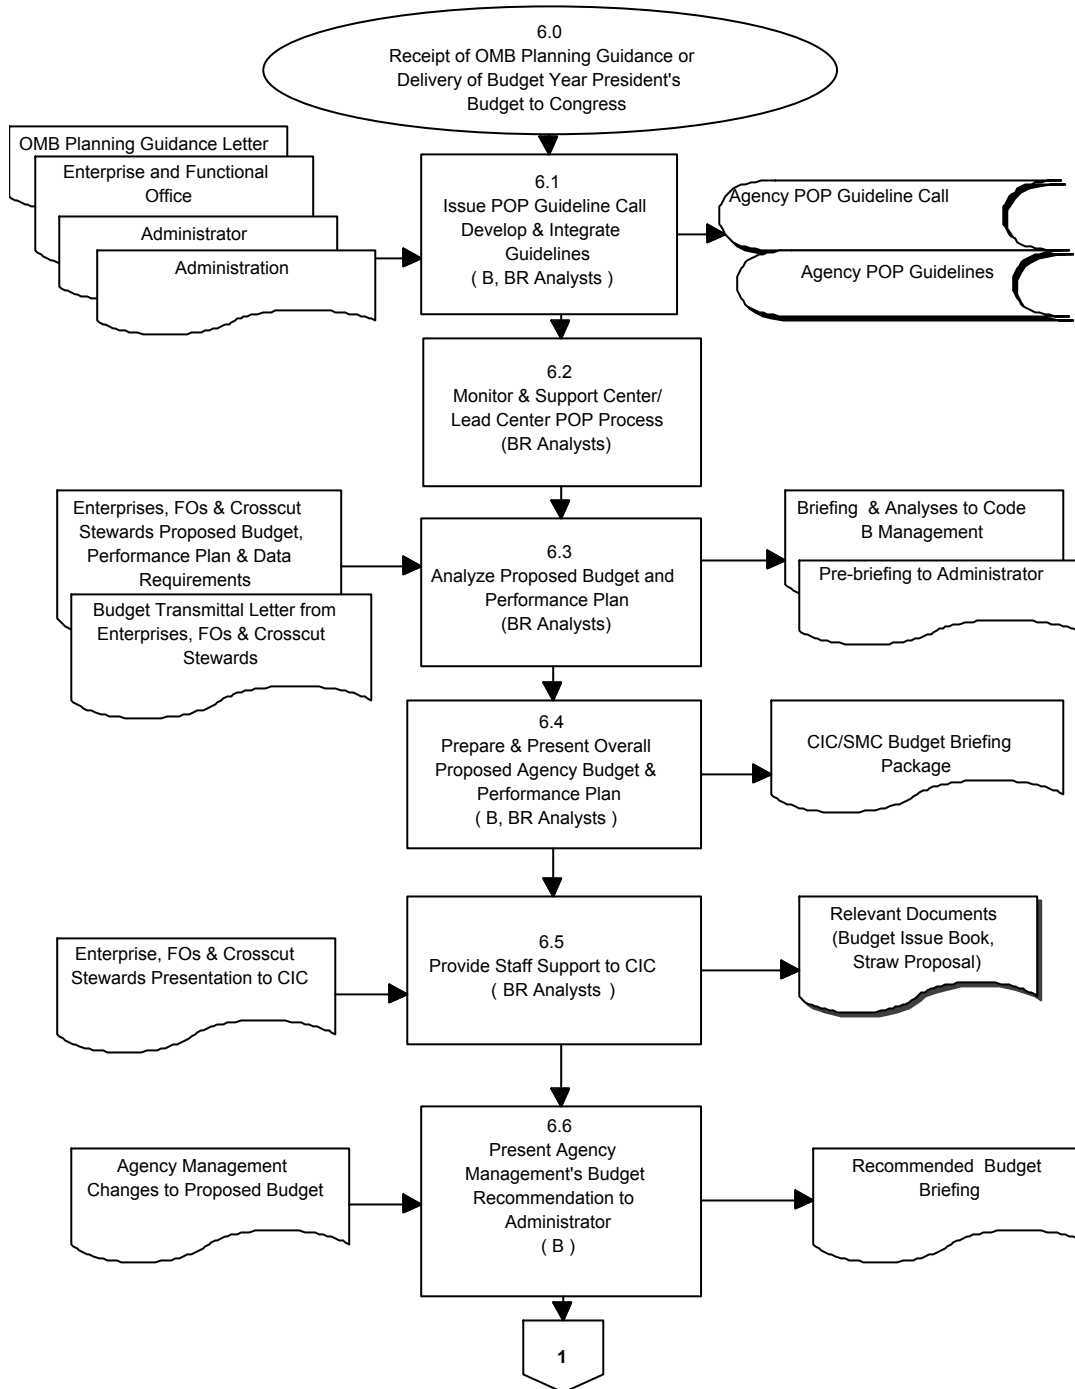 6.0
Receipt of OMB Planning Guidance or
Delivery of Budget Year President's
Budget to Congress
OMB Planning Guidance Letter
Enterprise and Functional
Office
Administrator
Administration
6.1
Issue POP Guideline Call
Develop & Integrate
Guidelines
( B, BR Analysts )
Agency POP Guideline Call
Agency POP Guidelines
6.2
Monitor & Support Center/
Lead Center POP Process
(BR Analysts)
Enterprises, FOs & Crosscut
Stewards Proposed Budget,
Performance Plan & Data
Requirements
Budget Transmittal Letter from
Enterprises, FOs & Crosscut
Stewards
6.3
Analyze Proposed Budget and
Performance Plan
(BR Analysts)
Briefing & Analyses to Code
B Management
Pre-briefing to Administrator
6.4
Prepare & Present Overall
Proposed Agency Budget &
Performance Plan
( B, BR Analysts )
CIC/SMC Budget Briefing
Package
Enterprise, FOs & Crosscut
Stewards Presentation to CIC
6.5
Provide Staff Support to CIC
( BR Analysts )
Relevant Documents
(Budget Issue Book,
Straw Proposal)
Agency Management
Changes to Proposed Budget
6.6
Present Agency
Management's Budget
Recommendation to
Administrator
( B )
Recommended Budget
Briefing
1